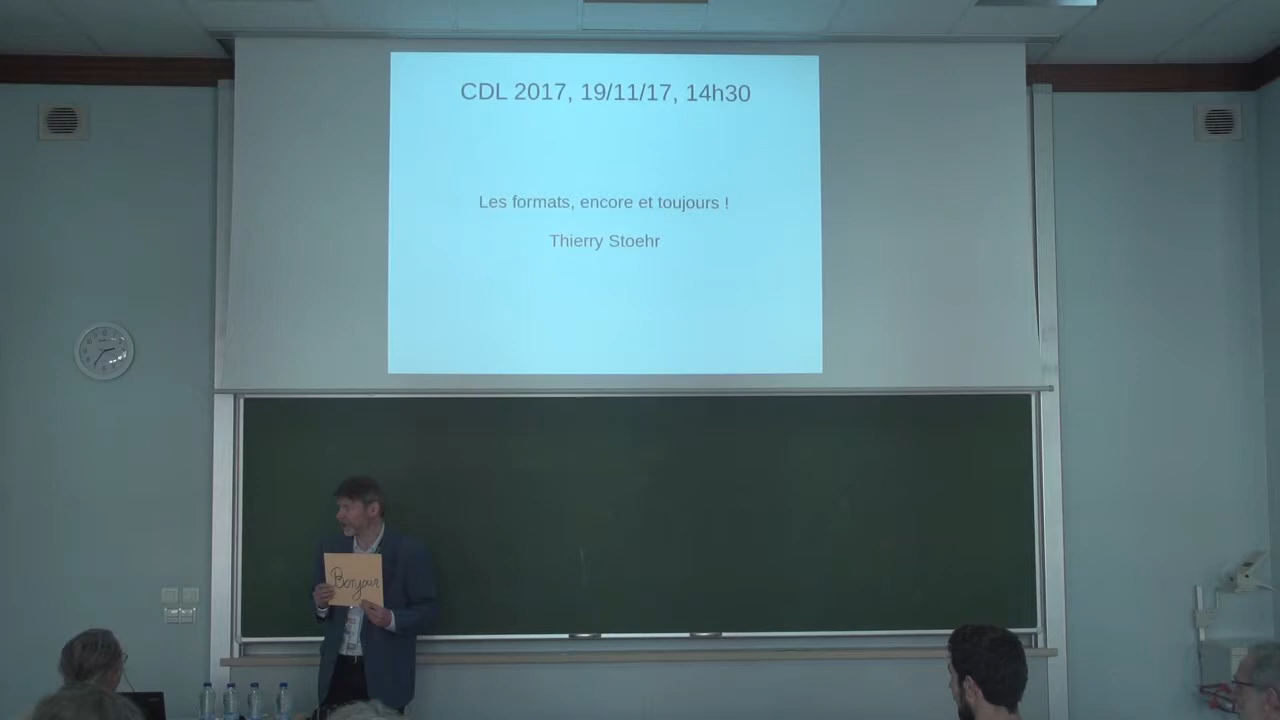 CDL 2017, 19/11/17, 14h30
Les formats, encore et toujours !
Thierry Stoehr
Bonjour